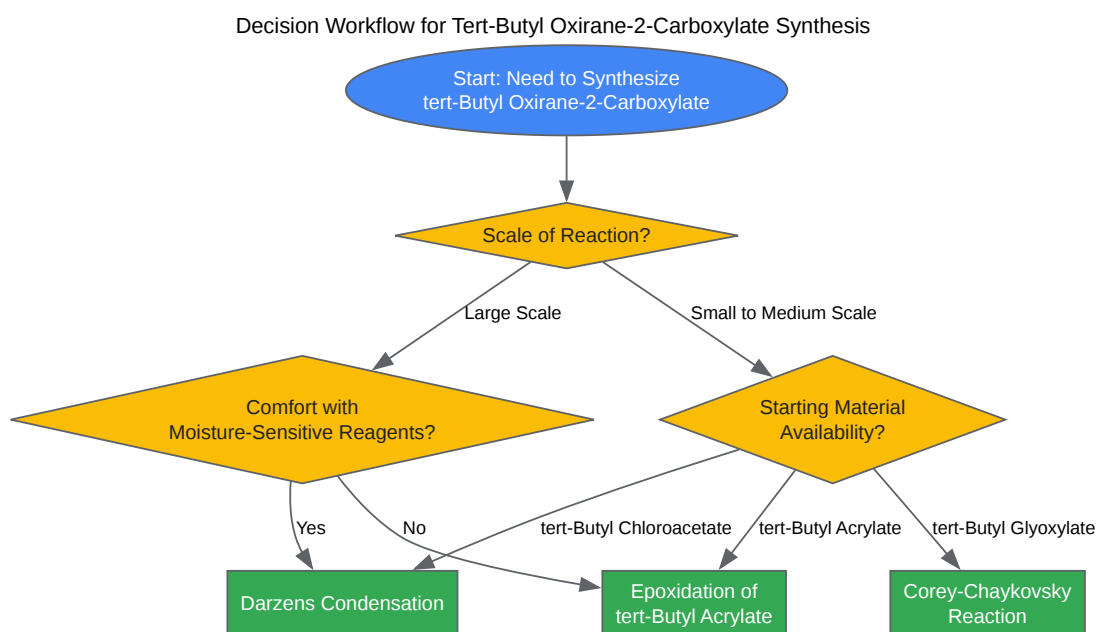 Decision Workflow for Tert-Butyl Oxirane-2-Carboxylate Synthesis
Start: Need to Synthesize
tert-Butyl Oxirane-2-Carboxylate
Scale of Reaction?
Large Scale
Small to Medium Scale
Comfort with
Moisture-Sensitive Reagents?
Starting Material
Availability?
Yes
No
tert-Butyl Chloroacetate
tert-Butyl Acrylate
tert-Butyl Glyoxylate
Darzens Condensation
Epoxidation of
tert-Butyl Acrylate
Corey-Chaykovsky
Reaction